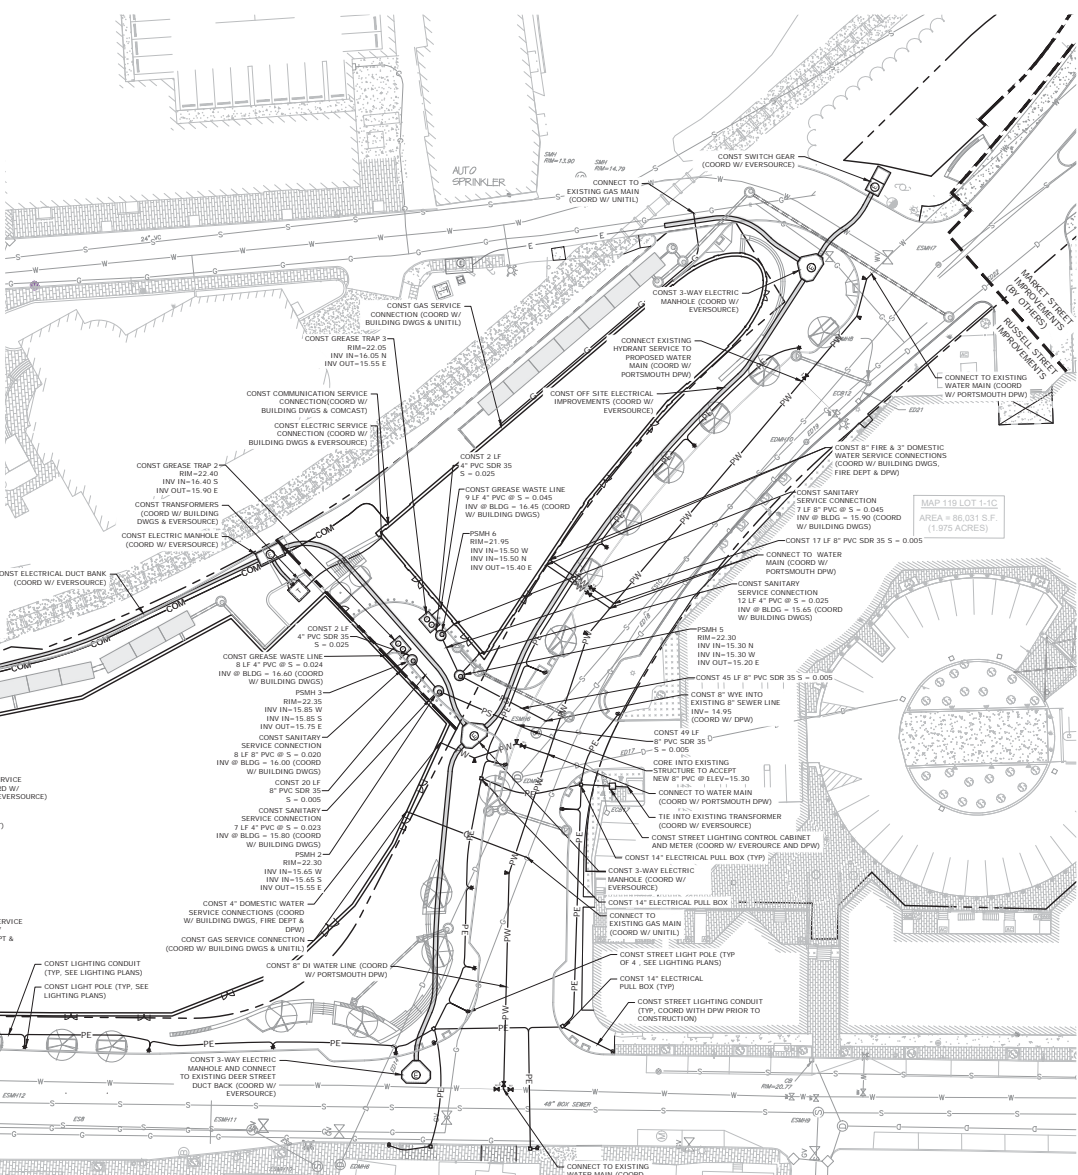 SMH
RIM=13.90
SMH
RIM=14.79
AUTO
SPRINKLER
CONST SWITCH GEAR
(COORD W/ EVERSOURCE)
CONNECT TO
EXISTING GAS MAIN
(COORD W/ UNITIL)
24" VC
ESMH7
MARKET STREET
IMPROVEMENTS
(BY
OTHERS)
RUSSELL STREET
IMPROVEMENTS
CONST 3-WAY ELECTRIC
MANHOLE (COORD W/
EVERSOURCE)
CONST GAS SERVICE
CONNECTION (COORD W/
BUILDING DWGS & UNITIL)
CONST GREASE TRAP 3
RIM=22.05
INV IN=16.05 N
INV OUT=15.55 E
CONNECT EXISTING
HYDRANT SERVICE TO
PROPOSED WATER
MAIN (COORD W/
PORTSMOUTH DPW)
CONNECT TO EXISTING
WATER MAIN (COORD
W/ PORTSMOUTH DPW)
CONST COMMUNICATION SERVICE
CONNECTION(COORD W/
BUILDING DWGS & COMCAST)
CONST OFF SITE ELECTRICAL
IMPROVEMENTS (COORD W/
EVERSOURCE)
ECB12
ED21
CONST ELECTRIC SERVICE
CONNECTION (COORD W/
BUILDING DWGS & EVERSOURCE)
ED19
EDMH10
CONST 8" FIRE & 3" DOMESTIC
WATER SERVICE CONNECTIONS
(COORD W/ BUILDING DWGS,
FIRE DEPT & DPW)
CONST 2 LF
4" PVC SDR 35
S = 0.025
CONST GREASE TRAP 2
RIM=22.40
INV IN=16.40 S
INV OUT=15.90 E
CONST GREASE WASTE LINE
9 LF 4" PVC @ S = 0.045
INV @ BLDG = 16.45 (COORD
W/ BUILDING DWGS)
CONST SANITARY
SERVICE CONNECTION
7 LF 8" PVC @ S = 0.045
INV @ BLDG = 15.90 (COORD
W/ BUILDING DWGS)
MAP 119 LOT 1-1C
AREA = 86,031 S.F.
(1.975 ACRES)
CONST TRANSFORMERS
(COORD W/ BUILDING
DWGS & EVERSOURCE)
CONST ELECTRIC MANHOLE
(COORD W/ EVERSOURCE)
PSMH 6
RIM=21.95
INV IN=15.50 W
INV IN=15.50 N
INV OUT=15.40 E
CONST 17 LF 8" PVC SDR 35 S = 0.005
CONNECT TO WATER
MAIN (COORD W/
PORTSMOUTH DPW)
ONST ELECTRICAL DUCT BANK
(COORD W/ EVERSOURCE)
CONST SANITARY
SERVICE CONNECTION
12 LF 4" PVC @ S = 0.025
INV @ BLDG = 15.65 (COORD
W/ BUILDING DWGS)
CONST 2 LF
4" PVC SDR 35
S = 0.025
PSMH 5
RIM=22.30
INV IN=15.30 N
INV IN=15.30 W
INV OUT=15.20 E
CONST GREASE WASTE LINE
8 LF 4" PVC @ S = 0.024
INV @ BLDG = 16.60 (COORD
W/ BUILDING DWGS)
CONST 45 LF 8" PVC SDR 35 S = 0.005
PSMH 3
RIM=22.35
INV IN=15.85 W
INV IN=15.85 S
INV OUT=15.75 E
CONST 8" WYE INTO
EXISTING 8" SEWER LINE
INV= 14.95
(COORD W/ DPW)
CONST SANITARY
SERVICE CONNECTION
8 LF 8" PVC @ S = 0.020
INV @ BLDG = 16.00 (COORD
W/ BUILDING DWGS)
CONST 49 LF
8" PVC SDR 35
S = 0.005
ED17
CORE INTO EXISTING
STRUCTURE TO ACCEPT
NEW 8" PVC @ ELEV=15.30
CONST 20 LF
8" PVC SDR 35
S = 0.005
CONNECT TO WATER MAIN
(COORD W/ PORTSMOUTH DPW)
CONST SANITARY
SERVICE CONNECTION
7 LF 4" PVC @ S = 0.023
INV @ BLDG = 15.80 (COORD
W/ BUILDING DWGS)
TIE INTO EXISTING TRANSFORMER
(COORD W/ EVERSOURCE)
CONST STREET LIGHTING CONTROL CABINET
AND METER (COORD W/ EVEROURCE AND DPW)
PSMH 2
RIM=22.30
INV IN=15.65 W
INV IN=15.65 S
INV OUT=15.55 E
CONST 14" ELECTRICAL PULL BOX (TYP)
CONST 3-WAY ELECTRIC
MANHOLE (COORD W/
EVERSOURCE)
CONST 4" DOMESTIC WATER
SERVICE CONNECTIONS (COORD
W/ BUILDING DWGS, FIRE DEPT &
DPW)
CONST 14" ELECTRICAL PULL BOX
CONNECT TO
EXISTING GAS MAIN
(COORD W/ UNITIL)
CONST GAS SERVICE CONNECTION
(COORD W/ BUILDING DWGS & UNITIL)
CONST 8" DI WATER LINE (COORD
W/ PORTSMOUTH DPW)
CONST STREET LIGHT POLE (TYP
OF 4 , SEE LIGHTING PLANS)
CONST LIGHTING CONDUIT
(TYP, SEE LIGHTING PLANS)
CONST LIGHT POLE (TYP, SEE
LIGHTING PLANS)
CONST 14" ELECTRICAL
PULL BOX (TYP)
CONST STREET LIGHTING CONDUIT
(TYP, COORD WITH DPW PRIOR TO
CONSTRUCTION)
CONST 3-WAY ELECTRIC
MANHOLE AND CONNECT
TO EXISTING DEER STREET
DUCT BACK (COORD W/
EVERSOURCE)
CB
RIM=20.77
ESMH12
ESB
ESMH11
48" BOX SEWER
ESMH9
EDMH6
CONNECT TO EXISTING
WATER MAIN (COORD